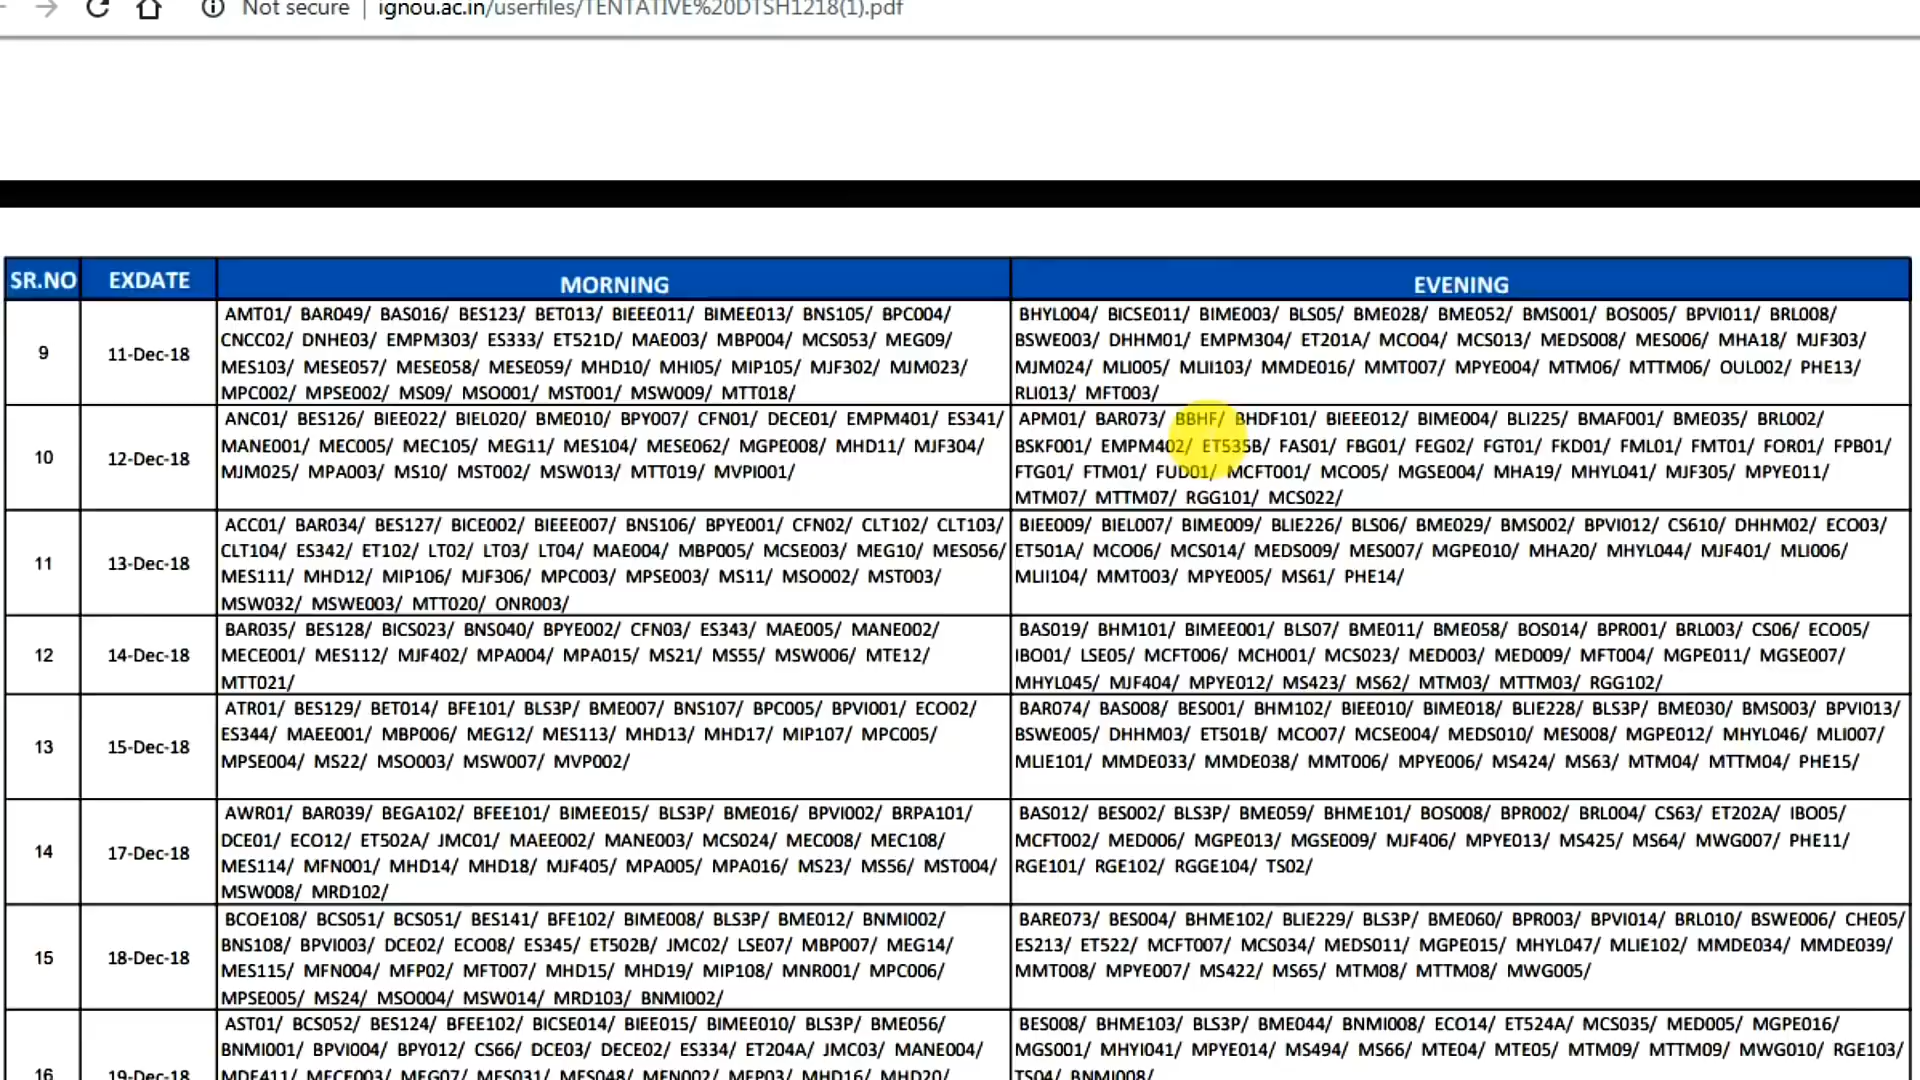 Not secure | ignou.ac.in/userfiles/TENTATIVE%20DTSH1218(1).pdf
SR.NO EXDATE MORNING EVENING
9
11-Dec-18
AMT01/ BAR049/ BAS016/ BES123/ BET013/ BIEEE011/ BIMEE013/ BNS105/ BPC004/
CNCC02/ DNHE03/ EMPM303/ ES333/ ET521D/ MAE003/ MBP004/ MCS053/ MEG09/
MES103/ MESE057/ MESE058/ MESE059/ MHD10/ MHI05/ MIP105/ MJF302/ MJM023/
MPC002/ MPSE002/ MS09/ MSO001/ MST001/ MSW009/ MTT018/
BHYL004/ BICSE011/ BIME003/ BLS05/ BME028/ BME052/ BMS001/ BOS005/ BPVI011/ BRL008/
BSWE003/ DHHM01/ EMPM304/ ET201A/ MCO04/ MCS013/ MEDS008/ MES006/ MHA18/ MJF303/
MJM024/ MLI005/ MLII103/ MMDE016/ MMT007/ MPYE004/ MTM06/ MTTM06/ OUL002/ PHE13/
RLI013/ MFT003/
10
12-Dec-18
ANC01/ BES126/ BIEE022/ BIEL020/ BME010/ BPY007/ CFN01/ DECE01/ EMPM401/ ES341/
MANE001/ MEC005/ MEC105/ MEG11/ MES104/ MESE062/ MGPE008/ MHD11/ MJF304/
MJM025/ MPA003/ MS10/ MST002/ MSW013/ MTT019/ MVPI001/
APM01/ BAR073/ BBHF/ BHDF101/ BIEEE012/ BIME004/ BLI225/ BMAF001/ BME035/ BRL002/
BSKF001/ EMPM402/ ET535B/ FAS01/ FBG01/ FEG02/ FGT01/ FKD01/ FML01/ FMT01/ FOR01/ FPB01/
FTG01/ FTM01/ FUD01/ MCFT001/ MCO05/ MGSE004/ MHA19/ MHYL041/ MJF305/ MPYE011/
MTM07/ MTTM07/ RGG101/ MCS022/
11
13-Dec-18
ACC01/ BAR034/ BES127/ BICE002/ BIEEE007/ BNS106/ BPYE001/ CFN02/ CLT102/ CLT103/
CLT104/ ES342/ ET102/ LT02/ LT03/ LT04/ MAE004/ MBP005/ MCSE003/ MEG10/ MES056/
MES111/ MHD12/ MIP106/ MJF306/ MPC003/ MPSE003/ MS11/ MSO002/ MST003/
MSW032/ MSWE003/ MTT020/ ONR003/
BIEE009/ BIEL007/ BIME009/ BLIE226/ BLS06/ BME029/ BMS002/ BPVI012/ CS610/ DHHM02/ ECO03/
ET501A/ MCO06/ MCS014/ MEDS009/ MES007/ MGPE010/ MHA20/ MHYL044/ MJF401/ MLI006/
MLII104/ MMT003/ MPYE005/ MS61/ PHE14/
12
14-Dec-18
BAR035/ BES128/ BICS023/ BNS040/ BPYE002/ CFN03/ ES343/ MAE005/ MANE002/
MECE001/ MES112/ MJF402/ MPA004/ MPA015/ MS21/ MS55/ MSW006/ MTE12/
MTT021/
BAS019/ BHM101/ BIMEE001/ BLS07/ BME011/ BME058/ BOS014/ BPR001/ BRL003/ CS06/ ECO05/
IBO01/ LSE05/ MCFT006/ MCH001/ MCS023/ MED003/ MED009/ MFT004/ MGPE011/ MGSE007/
MHYL045/ MJF404/ MPYE012/ MS423/ MS62/ MTM03/ MTTM03/ RGG102/
13
15-Dec-18
ATR01/ BES129/ BET014/ BFE101/ BLS3P/ BME007/ BNS107/ BPC005/ BPVI001/ ECO02/
ES344/ MAEE001/ MBP006/ MEG12/ MES113/ MHD13/ MHD17/ MIP107/ MPC005/
MPSE004/ MS22/ MSO003/ MSW007/ MVP002/
BAR074/ BAS008/ BES001/ BHM102/ BIEE010/ BIME018/ BLIE228/ BLS3P/ BME030/ BMS003/ BPVI013/
BSWE005/ DHHM03/ ET501B/ MCO07/ MCSE004/ MEDS010/ MES008/ MGPE012/ MHYL046/ MLI007/
MLIE101/ MMDE033/ MMDE038/ MMT006/ MPYE006/ MS424/ MS63/ MTM04/ MTTM04/ PHE15/
14
17-Dec-18
AWR01/ BAR039/ BEGA102/ BFEE101/ BIMEE015/ BLS3P/ BME016/ BPVI002/ BRPA101/
DCE01/ ECO12/ ET502A/ JMC01/ MAEE002/ MANE003/ MCS024/ MEC008/ MEC108/
MES114/ MFN001/ MHD14/ MHD18/ MJF405/ MPA005/ MPA016/ MS23/ MS56/ MST004/
MSW008/ MRD102/
BAS012/ BES002/ BLS3P/ BME059/ BHME101/ BOS008/ BPR002/ BRL004/ CS63/ ET202A/ IBO05/
MCFT002/ MED006/ MGPE013/ MGSE009/ MJF406/ MPYE013/ MS425/ MS64/ MWG007/ PHE11/
RGE101/ RGE102/ RGGE104/ TS02/
15
18-Dec-18
BCOE108/ BCS051/ BCS051/ BES141/ BFE102/ BIME008/ BLS3P/ BME012/ BNMI002/
BNS108/ BPVI003/ DCE02/ ECO08/ ES345/ ET502B/ JMC02/ LSE07/ MBP007/ MEG14/
MES115/ MFN004/ MFP02/ MFT007/ MHD15/ MHD19/ MIP108/ MNR001/ MPC006/
MPSE005/ MS24/ MSO004/ MSW014/ MRD103/ BNMI002/
BARE073/ BES004/ BHME102/ BLIE229/ BLS3P/ BME060/ BPR003/ BPVI014/ BRL010/ BSWE006/ CHE05/
ES213/ ET522/ MCFT007/ MCS034/ MEDS011/ MGPE015/ MHYL047/ MLIE102/ MMDE034/ MMDE039/
MMT008/ MPYE007/ MS422/ MS65/ MTM08/ MTTM08/ MWG005/
16
19-Dec-18
AST01/ BCS052/ BES124/ BFEE102/ BICSE014/ BIEE015/ BIMEE010/ BLS3P/ BME056/
BNMI001/ BPVI004/ BPY012/ CS66/ DCE03/ DECE02/ ES334/ ET204A/ JMC03/ MANE004/
MDE411/ MECE003/ MEG07/ MES031/ MES048/ MFN002/ MFP03/ MHD16/ MHD20/
BES008/ BHME103/ BLS3P/ BME044/ BNMI008/ ECO14/ ET524A/ MCS035/ MED005/ MGPE016/
MGS001/ MHYI041/ MPYE014/ MS494/ MS66/ MTE04/ MTE05/ MTM09/ MTTM09/ MWG010/ RGE103/
TS04/ BNMI008/